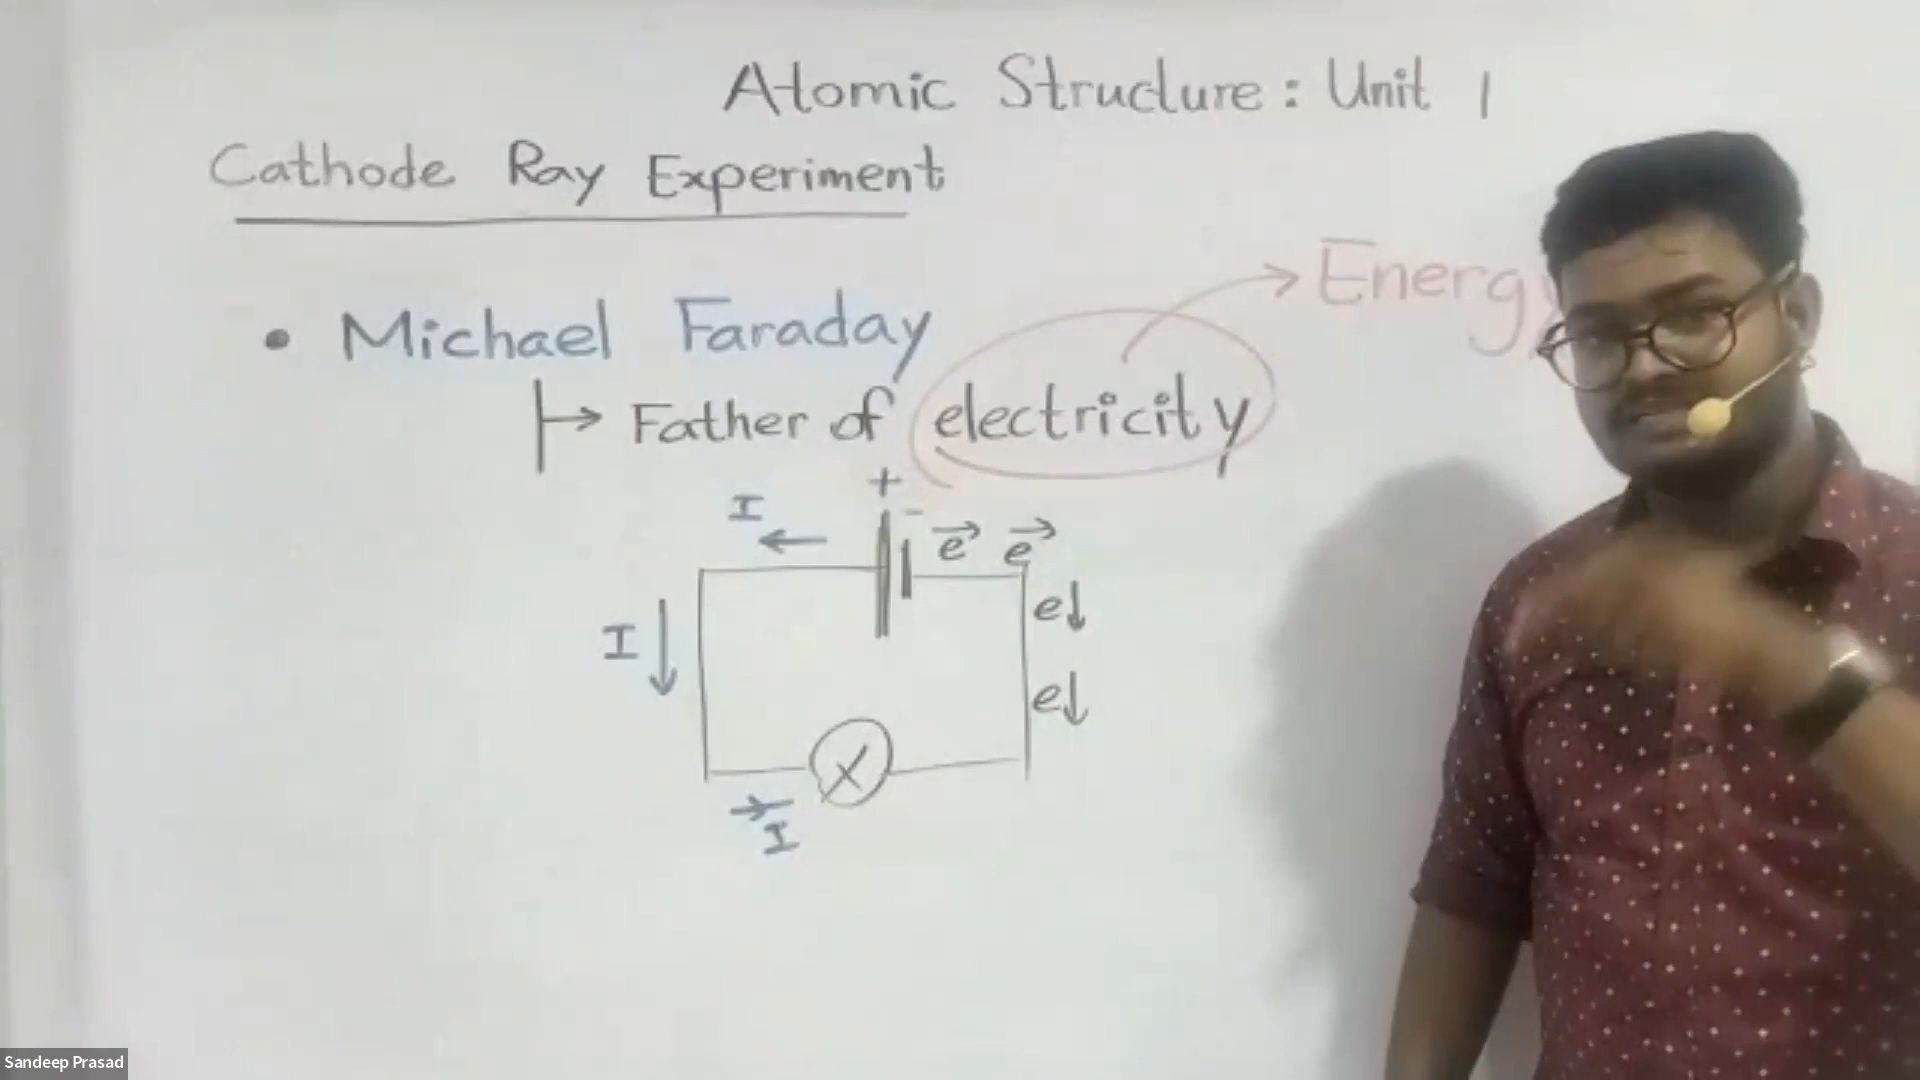 Atomic Structure : Unit 1
Cathode Ray Experiment
Energy
• Michael Faraday
Father of electricity
+
-
I
e e
e
I
e
X
I
Sandeep Prasad